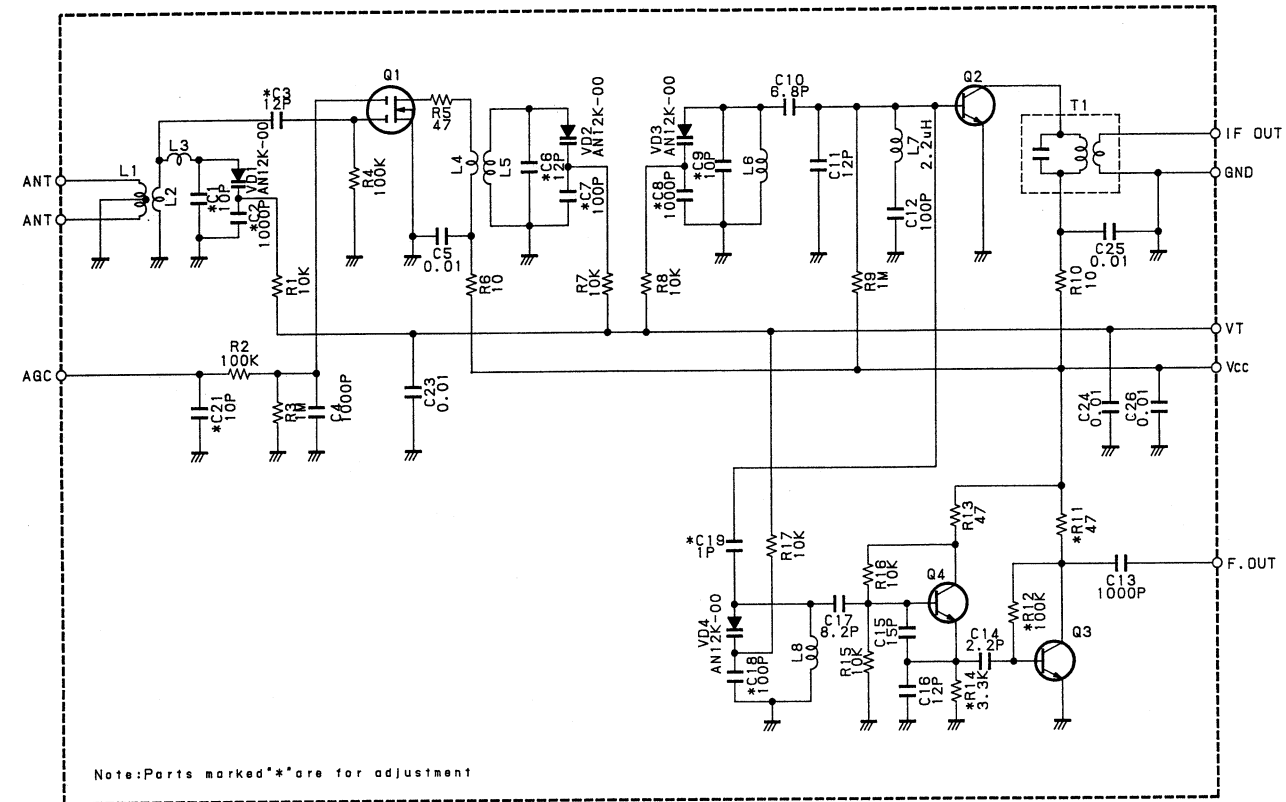 Q1
Q2
*C3
12P
C10
6.8P
T1
R5
47
VD2
AN12K-00
VD3
AN12K-00
IF OUT
L3
L1
ANT
L2
*C1
10P
VD1
AN12K-00
*C2
1000P
R4
100K
L4
L5
*C6
12P
*C7
100P
*C8
1000P
*C9
10P
L6
C11
12P
L7
2.2uH
C12
100P
GND
ANT
C5
0.01
C25
0.01
R1
10K
R6
10
R7
10K
R8
10K
R9
1M
R10
10
VT
AGC
R2
100K
Vcc
*C21
10P
R3
1M
C4
1000P
C23
0.01
C24
0.01
C26
0.01
R13
47
*R11
47
*C19
1P
R17
10K
R16
10K
Q4
C13
1000P
F.OUT
VD4
AN12K-00
C17
8.2P
C15
15P
*R12
100K
Q3
C14
2.2P
*C18
100P
L8
R15
10K
C16
12P
*R14
3.3K
Note:Parts marked"*"are for adjustment